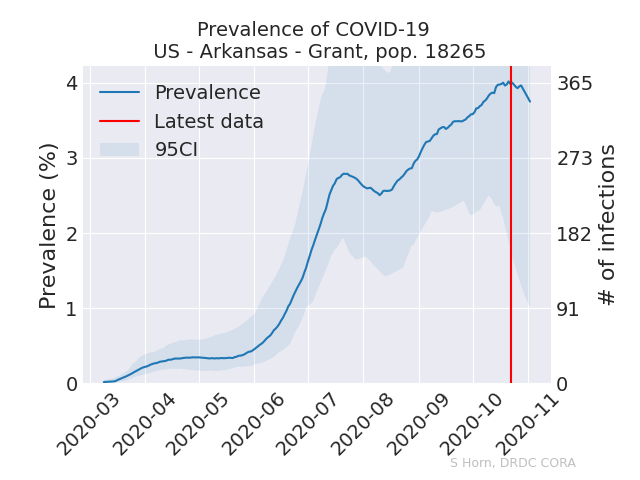 Prevalence of COVID-19
US - Arkansas - Grant, pop. 18265
Prevalence
Latest data
95CI
Prevalence (%)
4
3
2
1
0
365
273
182
91
0
# of infections
2020-03
2020-04
2020-05
2020-06
2020-07
2020-08
2020-09
2020-10
2020-11
S Horn, DRDC CORA